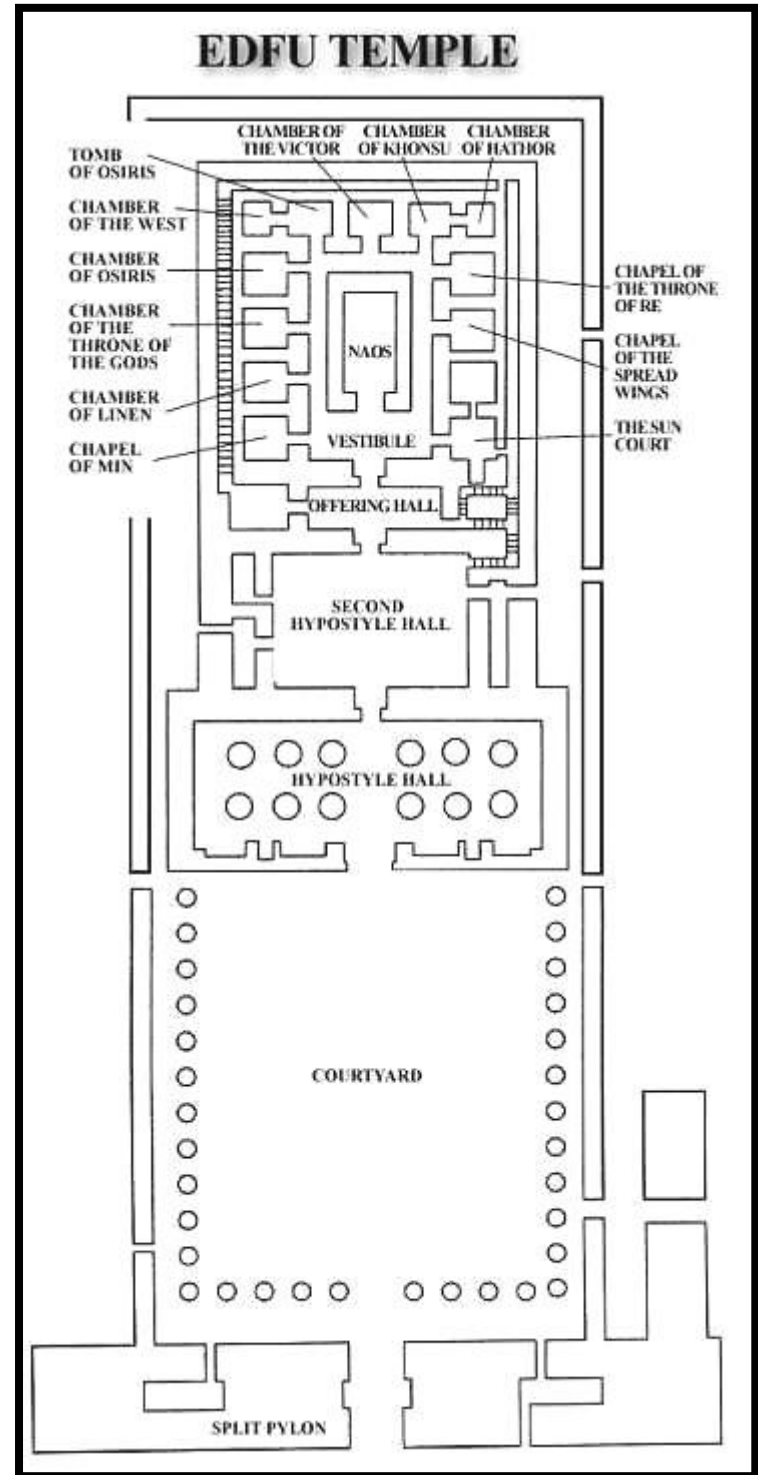 EDFU TEMPLE
CHAMBER OF
THE VICTOR
CHAMBER
OF KHONSU
CHAMBER
OF HATHOR
TOMB
OF OSIRIS
CHAMBER
OF THE WEST
CHAMBER
OF OSIRIS
CHAMBER
OF THE
THRONE OF
THE GODS
CHAMBER
OF LINEN
CHAPEL
OF MIN
CHAPEL OF
THE THRONE
OF RE
CHAPEL
OF THE
SPREAD
WINGS
THE SUN
COURT
NAOS
VESTIBULE
OFFERING HALL
SECOND
HYPOSTYLE HALL
HYPOSTYLE HALL
COURTYARD
SPLIT PYLON